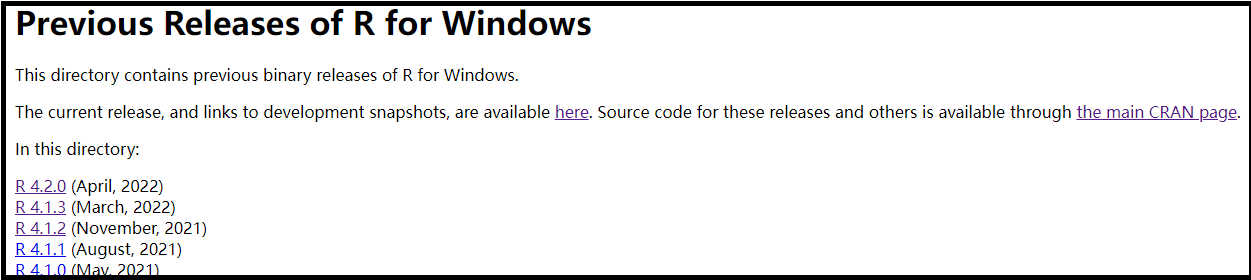 Previous Releases of R for Windows
This directory contains previous binary releases of R for Windows.
The current release, and links to development snapshots, are available here. Source code for these releases and others is available through the main CRAN page.
In this directory:
R 4.2.0 (April, 2022)
R 4.1.3 (March, 2022)
R 4.1.2 (November, 2021)
R 4.1.1 (August, 2021)
R 4.1.0 (May, 2021)